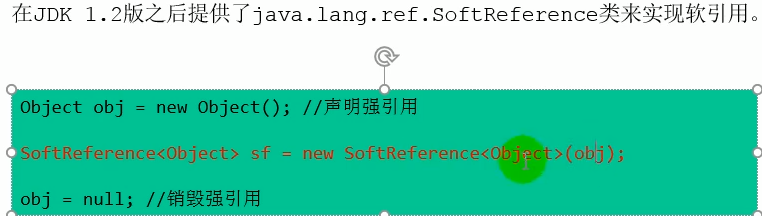 在JDK 1.2版之后提供了java.lang.ref.SoftReference类来实现软引用。
Object obj = new Object(); //声明强引用
SoftReference<Object> sf = new SoftReference<Object>(obj);
obj = null; //销毁强引用